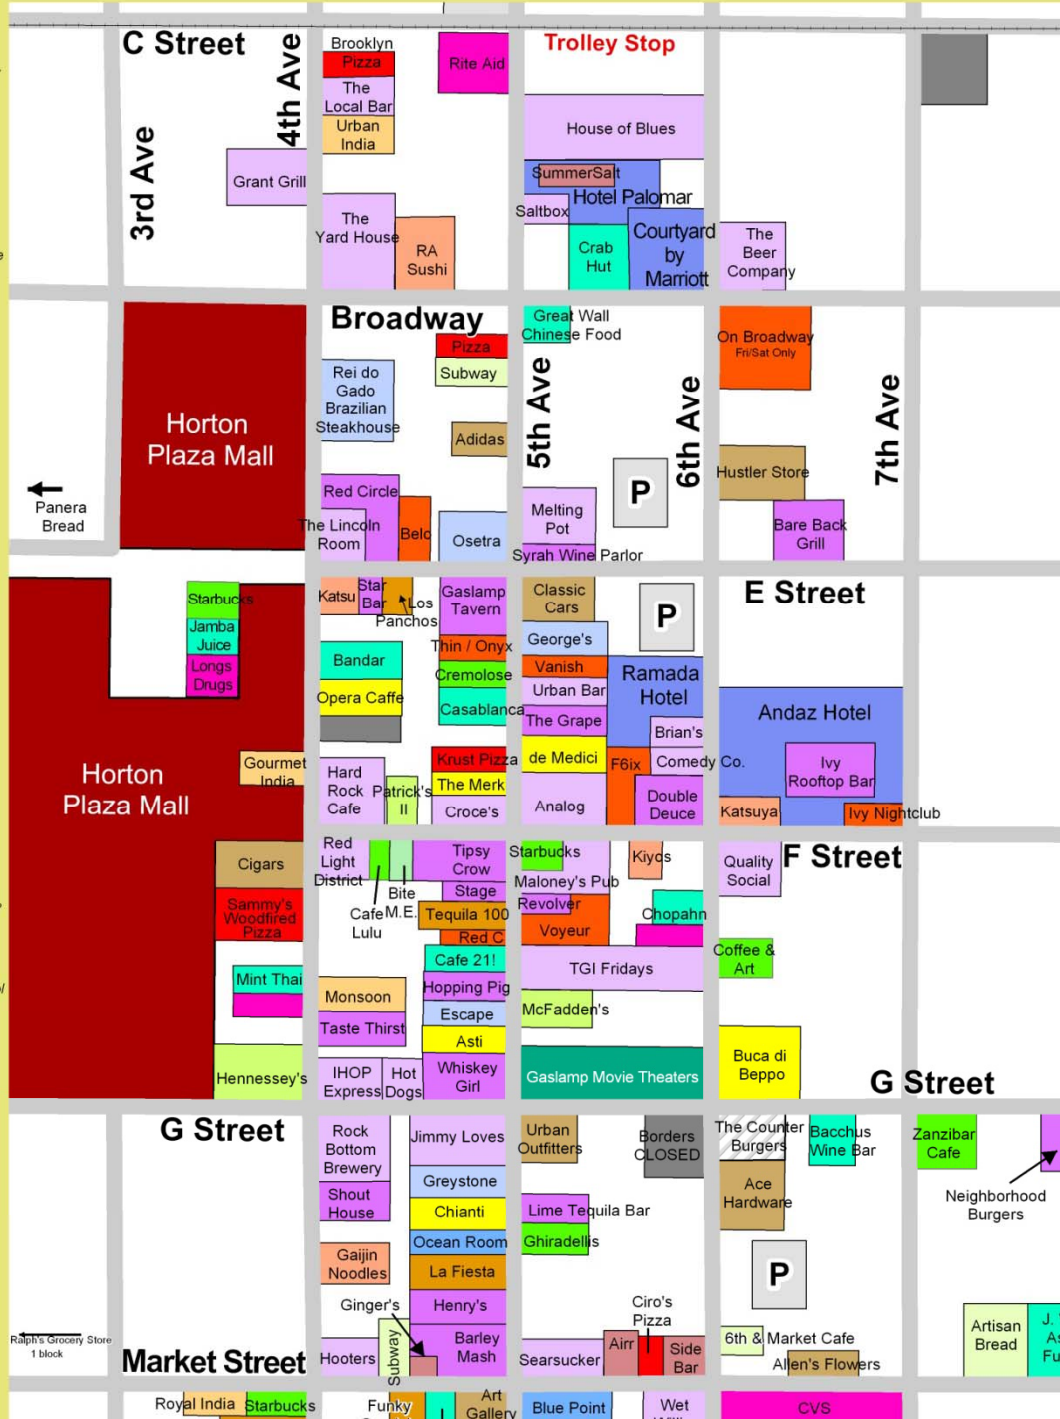 C Street
4th Ave
3rd Ave
Brooklyn
Pizza
The
Local Bar
Urban
India
Rite Aid
Trolley Stop
House of Blues
Grant Grill
The
Yard House
RA
Sushi
SummerSalt
Hotel Palomar
Saltbox
Crab
Hut
Courtyard
by
Marriott
The
Beer
Company
Broadway
Great Wall
Chinese Food
On Broadway
Fri/Sat Only
Pizza
Subway
Rei do
Gado
Brazilian
Steakhouse
Adidas
5th Ave
6th Ave
7th Ave
Horton
Plaza Mall
Panera
Bread
Red Circle
The Lincoln
Room
Belo
Osetra
Melting
Pot
Syrah Wine Parlor
P
Hustler Store
Bare Back
Grill
E Street
Starbucks
Jamba
Juice
Longs
Drugs
Katsu
Star
Bar
Los
Panchos
Gaslamp
Tavern
Classic
Cars
P
Thin / Onyx
George's
Bandar
Cremolose
Vanish
Ramada
Hotel
Opera Caffe
Casablanca
Urban Bar
The Grape
Brian's
Andaz Hotel
Gourmet
India
Krust Pizza
de Medici
F6ix
Comedy Co.
Ivy
Rooftop Bar
Horton
Plaza Mall
Hard
Rock
Cafe
Patrick's
II
The Merk
Croce's
Analog
Double
Deuce
Katsuya
Ivy Nightclub
F Street
Cigars
Red
Light
District
Cafe
Lulu
Bite
M.E.
Tipsy
Crow
Stage
Starbucks
Maloney's Pub
Kiyos
Quality
Social
Sammy's
Woodfired
Pizza
Tequila 100
Revolver
Voyeur
Chopahn
Red C
Cafe 21!
TGI Fridays
Coffee &
Art
Mint Thai
Monsoon
Hopping Pig
Taste Thirst
Escape
McFadden's
Asti
Hennessey's
IHOP
Express
Hot
Dogs
Whiskey
Girl
Gaslamp Movie Theaters
Buca di
Beppo
G Street
G Street
Rock
Bottom
Brewery
Jimmy Loves
Urban
Outfitters
Borders
CLOSED
The Counter
Burgers
Bacchus
Wine Bar
Zanzibar
Cafe
Shout
House
Greystone
Chianti
Lime Tequila Bar
Ace
Hardware
Neighborhood
Burgers
Ocean Room
Ghiradellis
Gaijin
Noodles
La Fiesta
P
Ginger's
Henry's
Ciro's
Pizza
Ralph's Grocery Store
1 block
Market Street
Hooters
Subway
Barley
Mash
Searsucker
Airr
Side
Bar
6th & Market Cafe
Allen's Flowers
Artisan
Bread
J.
Royal India
Starbucks
Funky
Art
Gallery
Blue Point
Wet
CVS